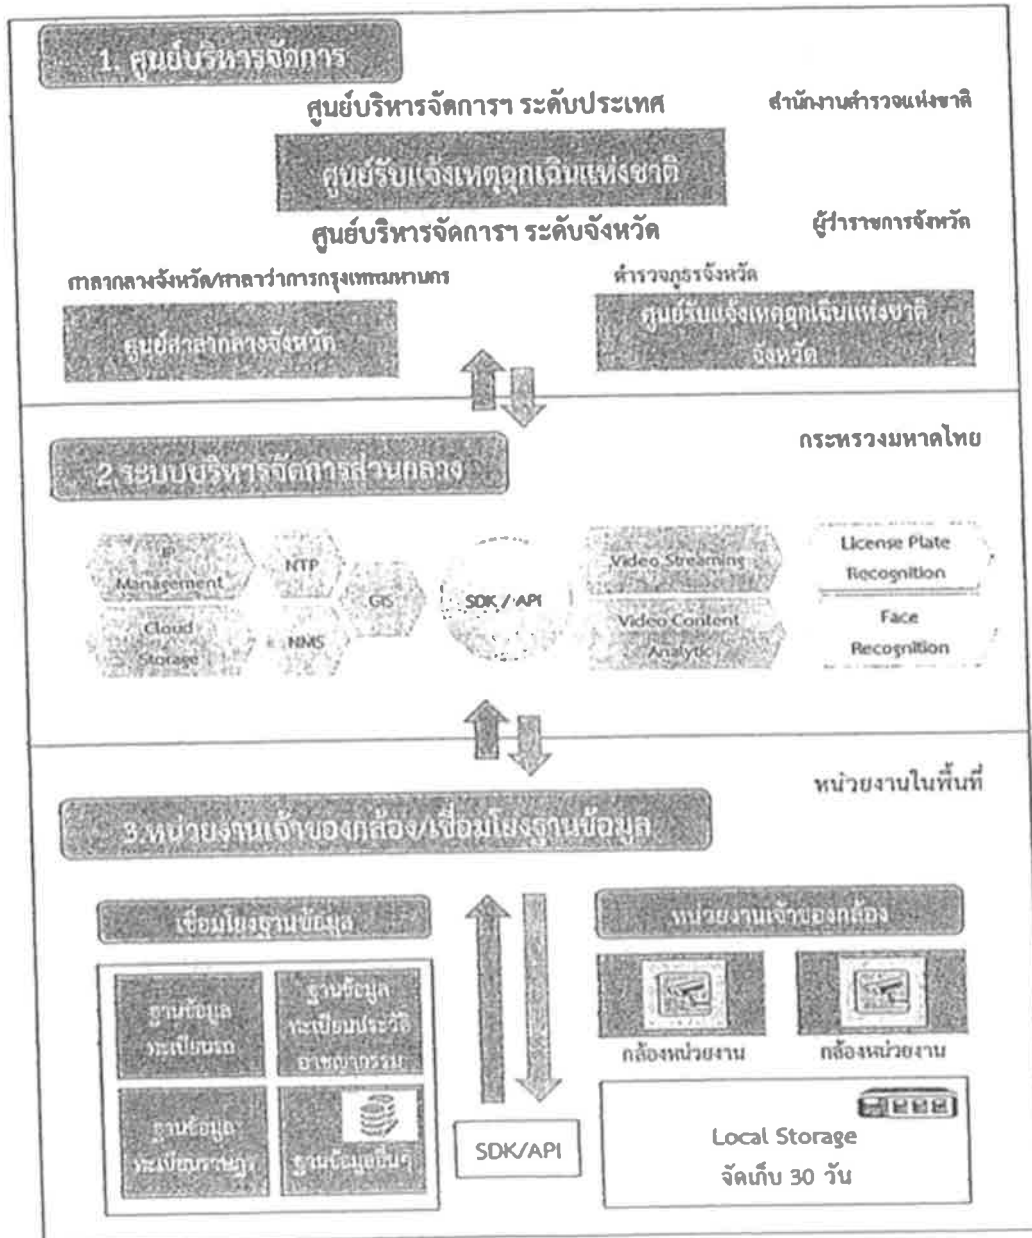 1. ศูนย์บริหารจัดการ
ศูนย์บริหารจัดการฯ ระดับประเทศ
สำนักงานตำรวจแห่งชาติ
ศูนย์รับแจ้งเหตุฉุกเฉินแห่งชาติ
ศูนย์บริหารจัดการฯ ระดับจังหวัด
ผู้ว่าราชการจังหวัด
ศาลากลางจังหวัด/ศาลาว่าการกรุงเทพมหานคร
ตำรวจภูธรจังหวัด
ศูนย์ศาลากลางจังหวัด
ศูนย์รับแจ้งเหตุฉุกเฉินแห่งชาติ
จังหวัด
กระทรวงมหาดไทย
2.ระบบบริหารจัดการส่วนกลาง
IP
Management
NTP
Cloud
Storage
NMS
GIS
SDK / API
Video Streaming
Video Content
Analytic
License Plate
Recognition
Face
Recognition
หน่วยงานในพื้นที่
3.หน่วยงานเจ้าของกล้อง/เชื่อมโยงฐานข้อมูล
เชื่อมโยงฐานข้อมูล
ฐานข้อมูล
ทะเบียนรถ
ฐานข้อมูล
ทะเบียนประวัติ
อาชญากรรม
ฐานข้อมูล
ทะเบียนราษฎร
ฐานข้อมูลอื่นๆ
SDK/API
หน่วยงานเจ้าของกล้อง
กล้องหน่วยงาน
กล้องหน่วยงาน
Local Storage
จัดเก็บ 30 วัน